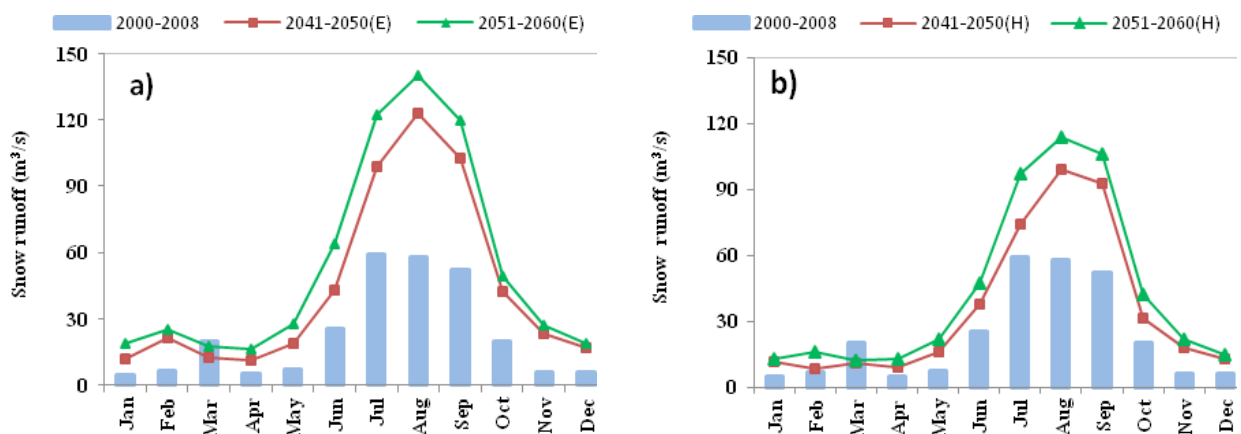 2000-2008 2041-2050(E) 2051-2060(E)
a)
Snow runoff (m³/s)
150
120
90
60
30
0
Jan Feb Mar Apr May Jun Jul Aug Sep Oct Nov Dec
2000-2008 2041-2050(H) 2051-2060(H)
b)
Snow runoff (m³/s)
150
120
90
60
30
0
Jan Feb Mar Apr May Jun Jul Aug Sep Oct Nov Dec